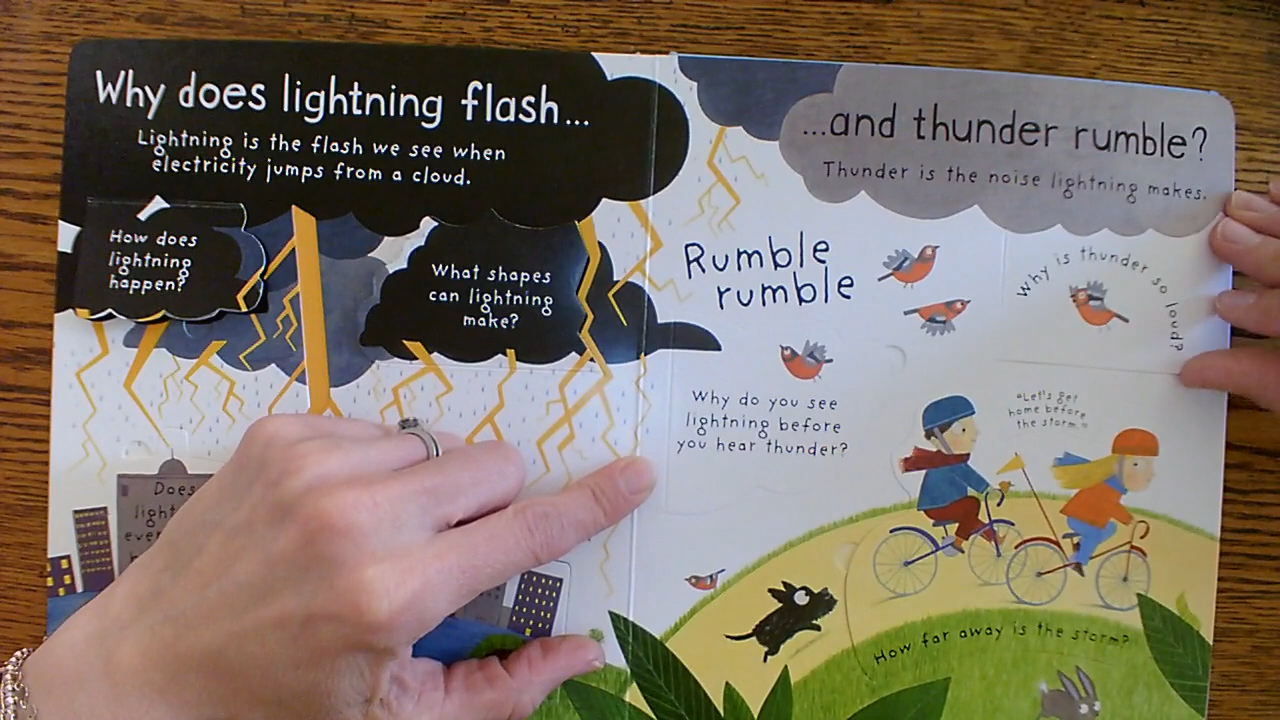 Why does lightning flash...
Lightning is the flash we see when
electricity jumps from a cloud.
How does
lightning
happen?
What shapes
can lightning
make?
Does
...and thunder rumble?
Thunder is the noise lightning makes.
Rumble
rumble
Why is thunder so loud?
Why do you see
lightning before
you hear thunder?
"Let's get
home before
the storm."
How far away is the storm?